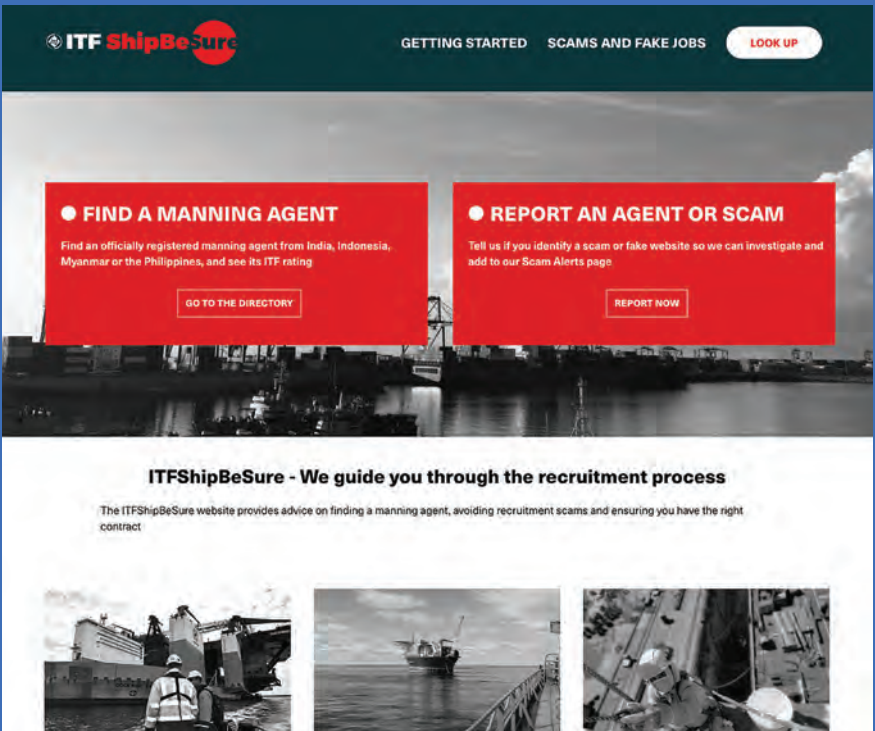 ITF ShipBeSure
GETTING STARTED
SCAMS AND FAKE JOBS
LOOK UP
FIND A MANNING AGENT
Find an officially registered manning agent from India, Indonesia,
Myanmar or the Philippines, and see its ITF rating
GO TO THE DIRECTORY
REPORT AN AGENT OR SCAM
Tell us if you identify a scam or fake website so we can investigate and
add to our Scam Alerts page
REPORT NOW
ITFShipBeSure - We guide you through the recruitment process
The ITFShipBeSure website provides advice on finding a manning agent, avoiding recruitment scams and ensuring you have the right
contract